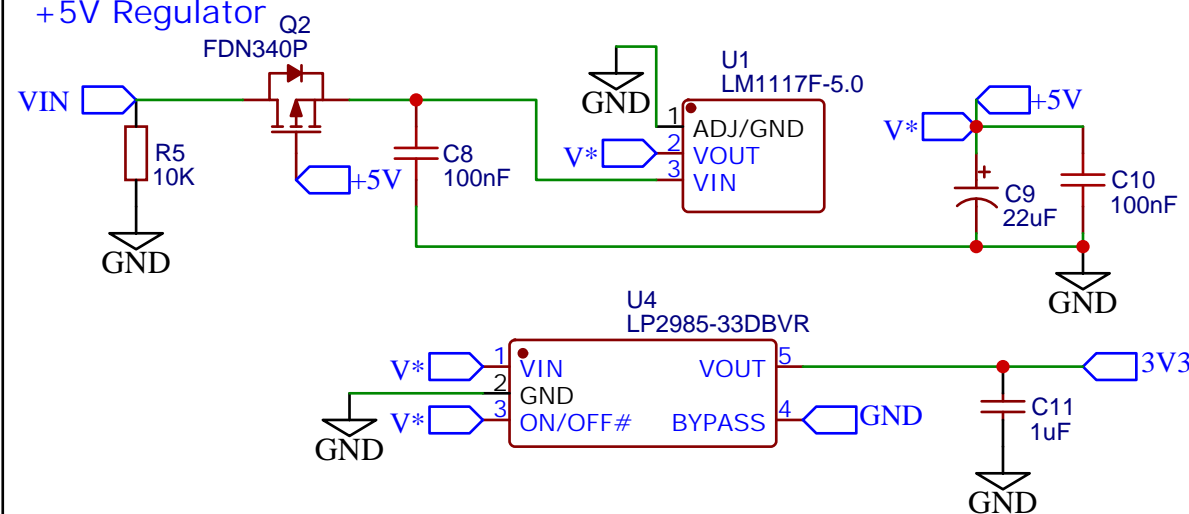 +5V Regulator
Q2
FDN340P
VIN
R5
10K
GND
+5V
C8
100nF
GND
U1
LM1117F-5.0
1
ADJ/GND
V*
2
VOUT
3
VIN
+5V
V*
C9
22uF
C10
100nF
GND
U4
LP2985-33DBVR
V*
1
VIN
VOUT
5
3V3
2
GND
GND
V*
3
ON/OFF#
BYPASS
4
GND
C11
1uF
GND